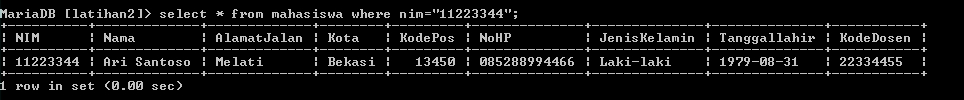 MariaDB [latihan2]> select * from mahasiswa where nim="11223344";
+----------+-------------+-------------+--------+---------+--------------+--------------+--------------+-----------+
| NIM      | Nama        | AlamatJalan | Kota   | KodePos | NoHP         | JenisKelamin | Tanggallahir | KodeDosen |
+----------+-------------+-------------+--------+---------+--------------+--------------+--------------+-----------+
| 11223344 | Ari Santoso | Melati      | Bekasi |   13450 | 085288994466 | Laki-laki    | 1979-08-31   | 22334455  |
+----------+-------------+-------------+--------+---------+--------------+--------------+--------------+-----------+
1 row in set (0.00 sec)